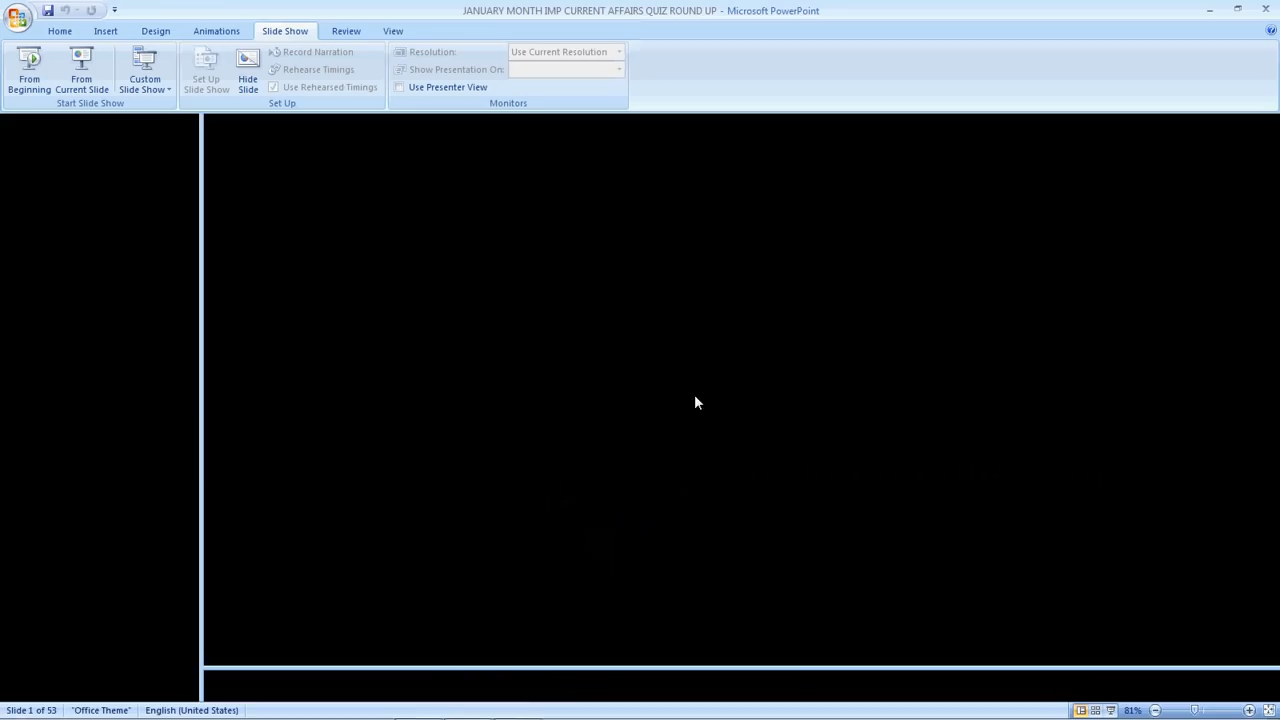 JANUARY MONTH IMP CURRENT AFFAIRS QUIZ ROUND UP - Microsoft PowerPoint
Home Insert Design Animations Slide Show Review View
Record Narration Resolution: Use Current Resolution
Rehearse Timings Show Presentation On:
From Beginning From Current Slide Custom Slide Show Set Up Slide Show Hide Slide Use Rehearsed Timings Use Presenter View
Start Slide Show Set Up Monitors
Slide 1 of 53 "Office Theme" English (United States) 81%